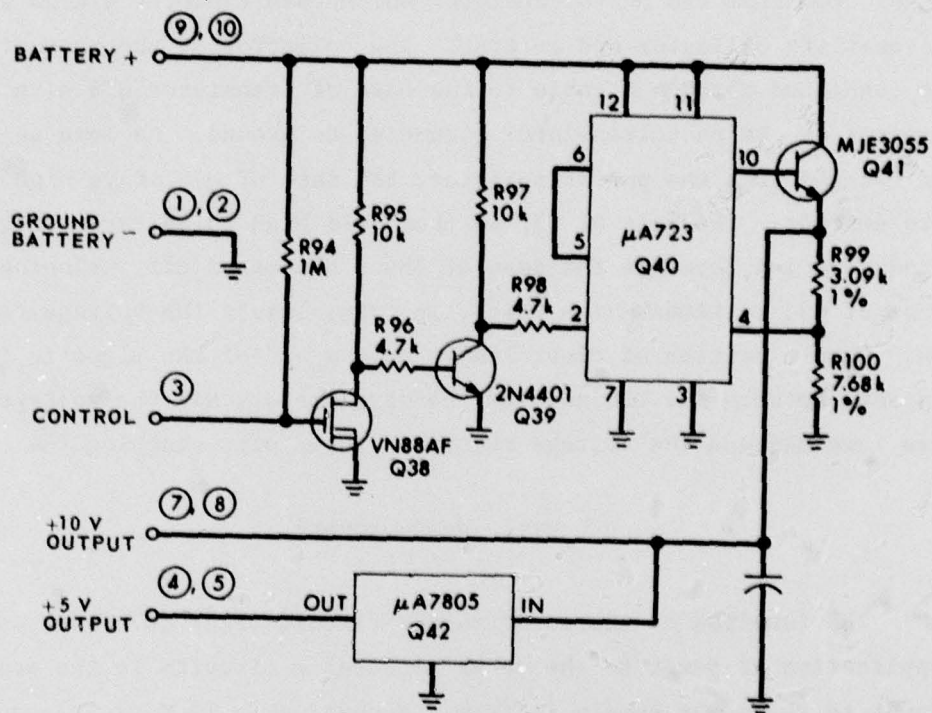 ⑨, ⑩
BATTERY +
12
11
MJE3055
Q41
6
10
R97
10k
R95
10k
①, ②
GROUND
BATTERY -
R94
1M
µA723
Q40
5
R99
3.09k
1%
R98
4.7k
2
4
R96
4.7k
R100
7.68k
1%
③
CONTROL
2N4401
Q39
7
3
VN88AF
Q38
⑦, ⑧
+10 V
OUTPUT
④, ⑤
+5 V
OUTPUT
OUT
µA7805
Q42
IN